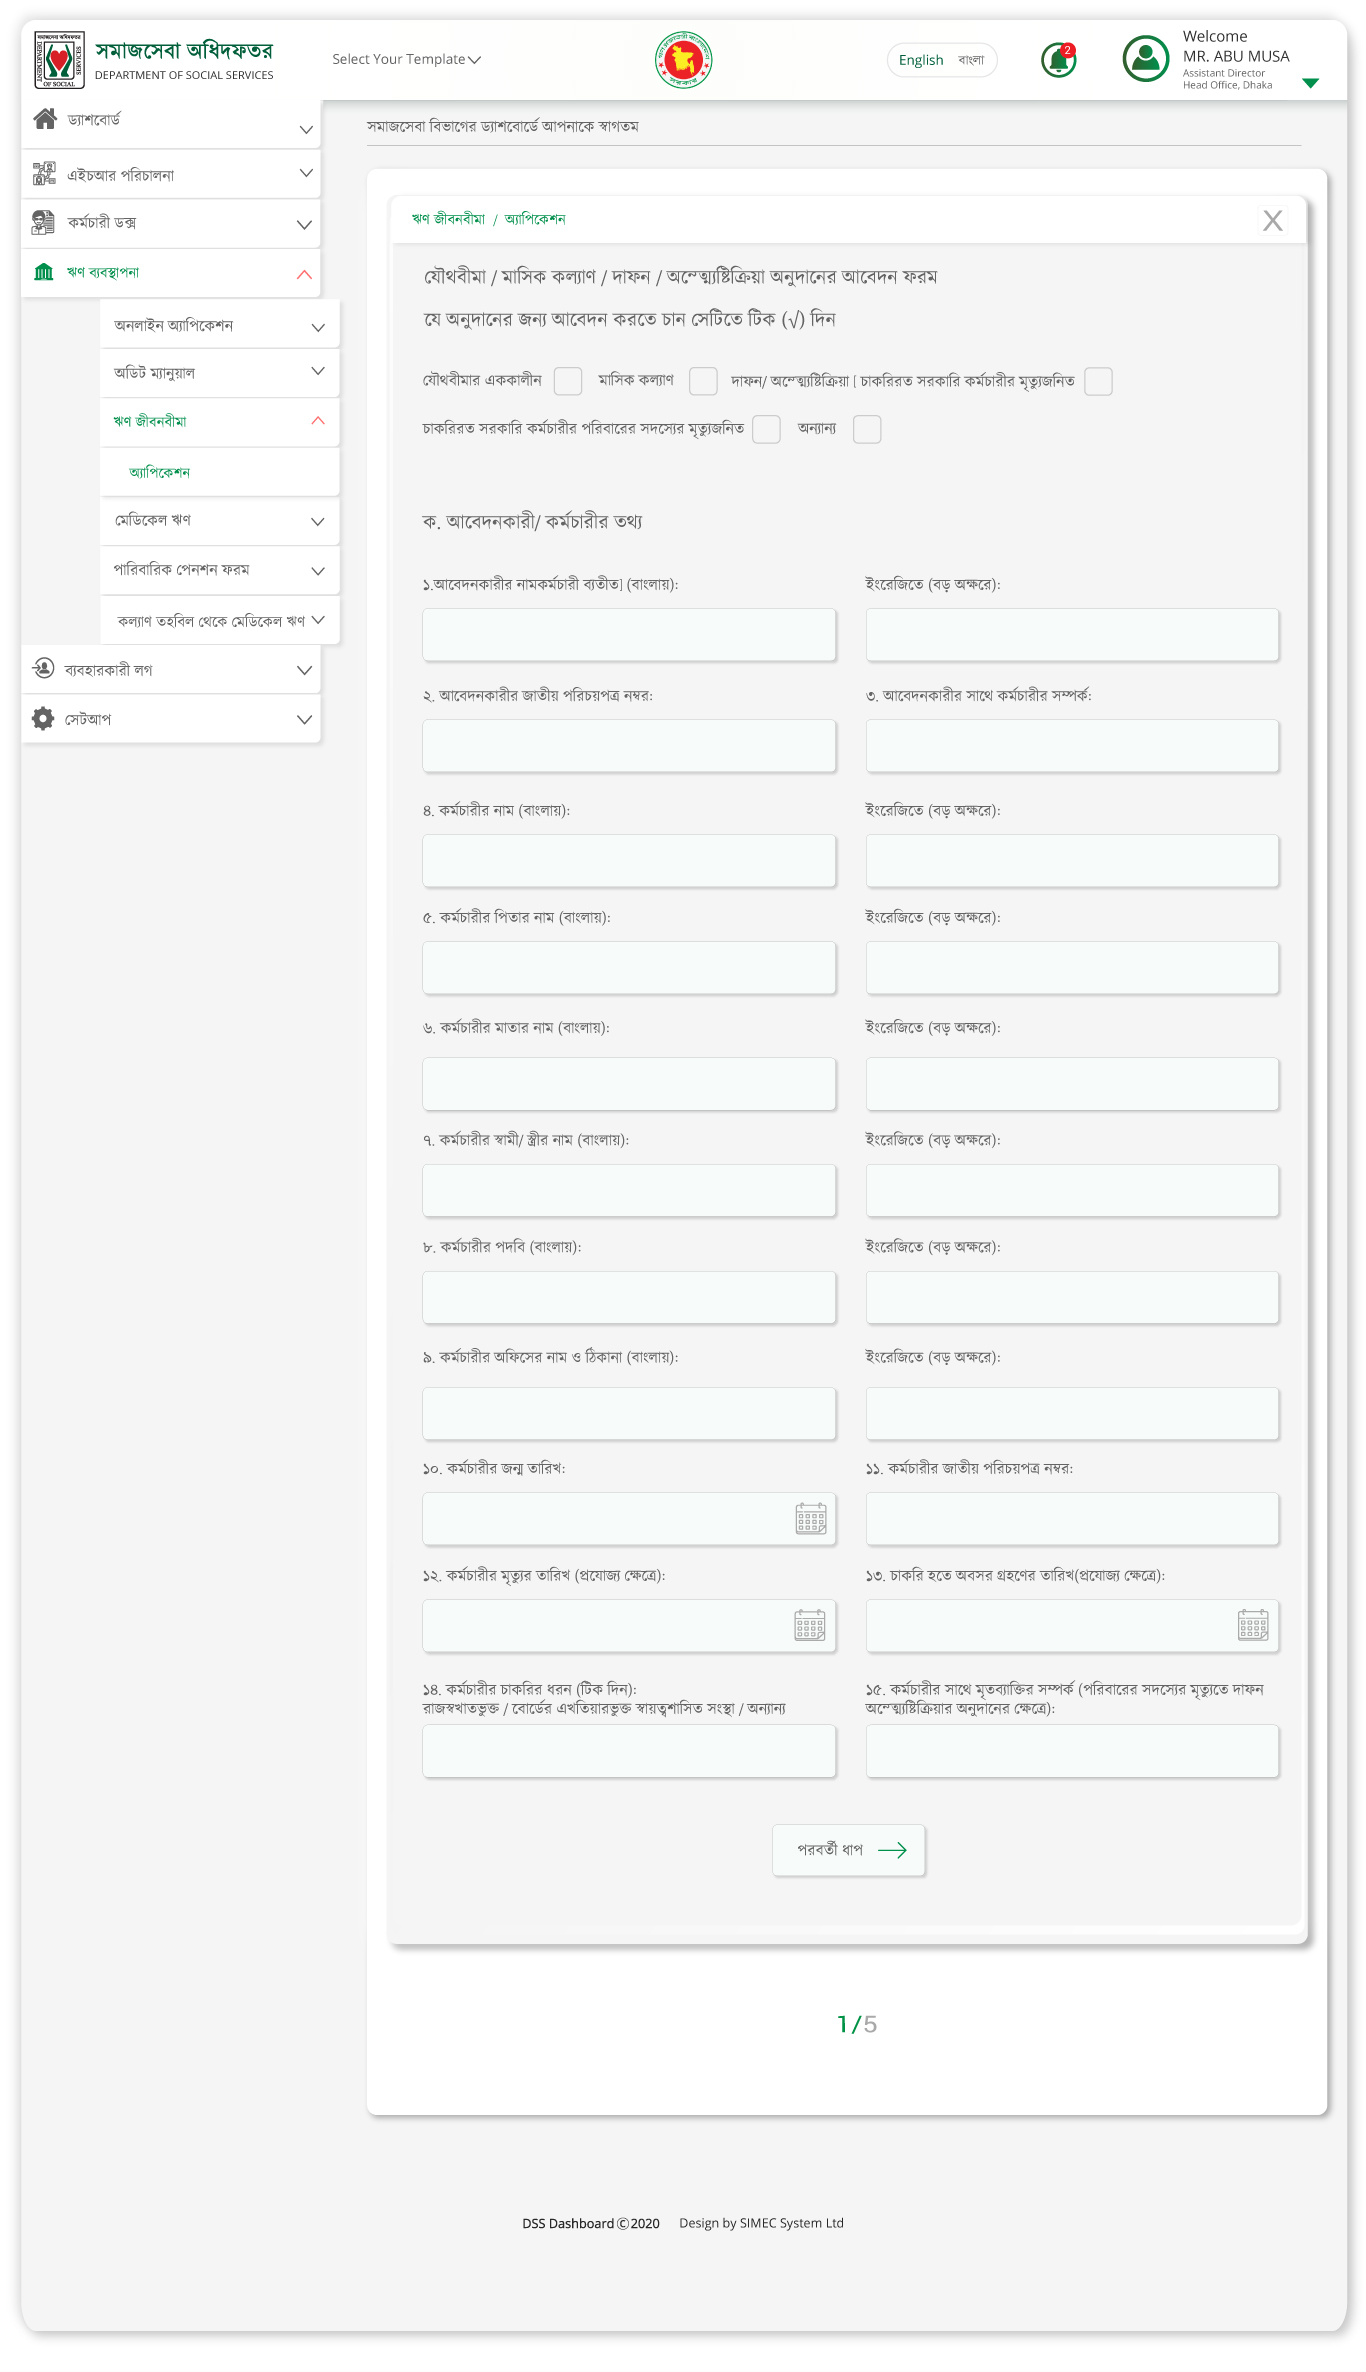 সমাজসেবা অধিদফতর
DEPARTMENT OF SOCIAL SERVICES
Select Your Template
English বাংলা
2
Welcome
MR. ABU MUSA
Assistant Director
Head Office, Dhaka
ড্যাশবোর্ড
এইচআর পরিচালনা
কর্মচারী ডক্স
ঋণ ব্যবস্থাপনা
অনলাইন অ্যাপিকেশন
অডিট ম্যানুয়াল
ঋণ জীবনবীমা
অ্যাপিকেশন
মেডিকেল ঋণ
পারিবারিক পেনশন ফরম
কল্যাণ তহবিল থেকে মেডিকেল ঋণ
ব্যবহারকারী লগ
সেটআপ
সমাজসেবা বিভাগের ড্যাশবোর্ডে আপনাকে স্বাগতম
ঋণ জীবনবীমা / অ্যাপিকেশন
X
যৌথবীমা / মাসিক কল্যাণ / দাফন / অন্ত্যেষ্টিক্রিয়া অনুদানের আবেদন ফরম
যে অনুদানের জন্য আবেদন করতে চান সেটিতে টিক (√) দিন
যৌথবীমার এককালীন মাসিক কল্যাণ দাফন/ অন্ত্যেষ্টিক্রিয়া [ চাকরিরত সরকারি কর্মচারীর মৃত্যুজনিত
চাকরিরত সরকারি কর্মচারীর পরিবারের সদস্যের মৃত্যুজনিত অন্যান্য
ক. আবেদনকারী/ কর্মচারীর তথ্য
১.আবেদনকারীর নামকর্মচারী ব্যতীত] (বাংলায়): ইংরেজিতে (বড় অক্ষরে):
২. আবেদনকারীর জাতীয় পরিচয়পত্র নম্বর: ৩. আবেদনকারীর সাথে কর্মচারীর সম্পর্ক:
৪. কর্মচারীর নাম (বাংলায়): ইংরেজিতে (বড় অক্ষরে):
৫. কর্মচারীর পিতার নাম (বাংলায়): ইংরেজিতে (বড় অক্ষরে):
৬. কর্মচারীর মাতার নাম (বাংলায়): ইংরেজিতে (বড় অক্ষরে):
৭. কর্মচারীর স্বামী/ স্ত্রীর নাম (বাংলায়): ইংরেজিতে (বড় অক্ষরে):
৮. কর্মচারীর পদবি (বাংলায়): ইংরেজিতে (বড় অক্ষরে):
৯. কর্মচারীর অফিসের নাম ও ঠিকানা (বাংলায়): ইংরেজিতে (বড় অক্ষরে):
১০. কর্মচারীর জন্ম তারিখ: ১১. কর্মচারীর জাতীয় পরিচয়পত্র নম্বর:
১২. কর্মচারীর মৃত্যুর তারিখ (প্রযোজ্য ক্ষেত্রে): ১৩. চাকরি হতে অবসর গ্রহণের তারিখ(প্রযোজ্য ক্ষেত্রে):
১৪. কর্মচারীর চাকরির ধরন (টিক দিন):
রাজস্বখাতভুক্ত / বোর্ডের এখতিয়ারভুক্ত স্বায়ত্বশাসিত সংস্থা / অন্যান্য
১৫. কর্মচারীর সাথে মৃতব্যাক্তির সম্পর্ক (পরিবারের সদস্যের মৃত্যুতে দাফন
অন্ত্যেষ্টিক্রিয়ার অনুদানের ক্ষেত্রে):
পরবর্তী ধাপ
1/5
DSS Dashboard©2020 Design by SIMEC System Ltd